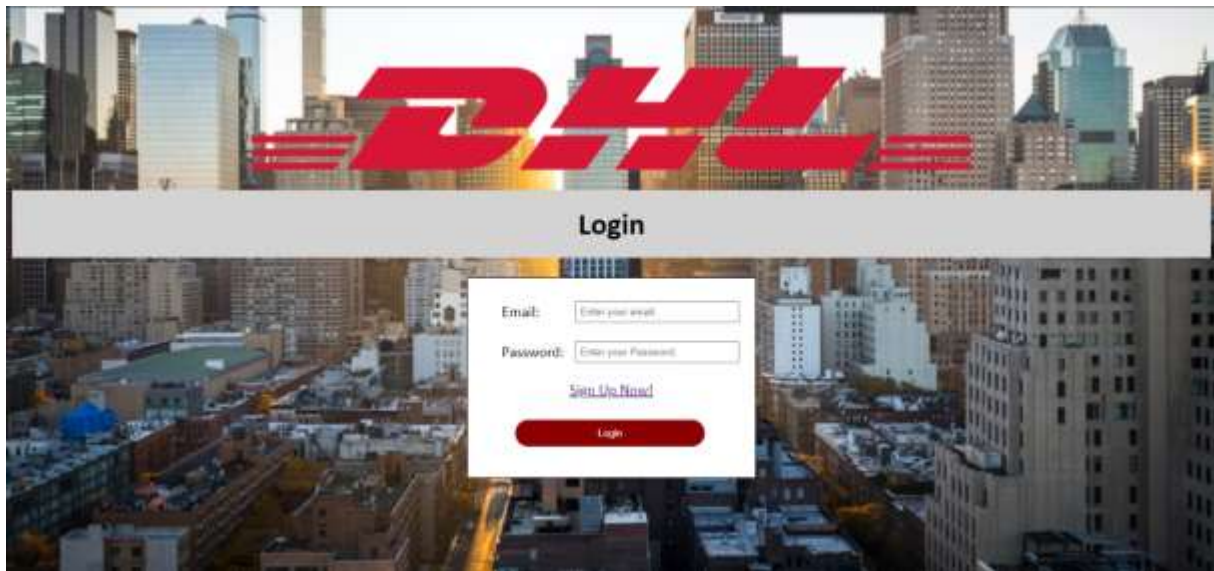 DHL
Login
Email: Enter your email
Password: Enter your Password
Sign Up Now!
Login